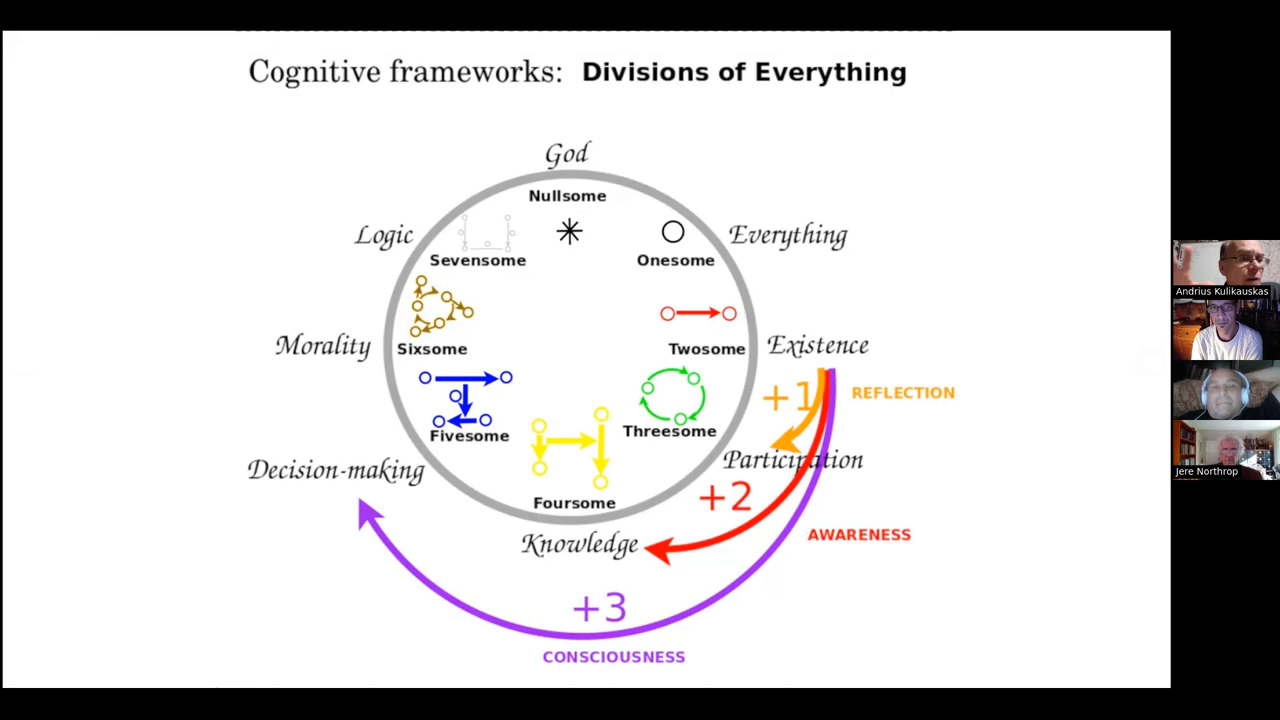 Cognitive frameworks: Divisions of Everything
God
Nullsome
Logic
Everything
Sevensome
Onesome
Morality
Sixsome
Twosome
Existence
+1
REFLECTION
Fivesome
Threesome
Decision-making
Participation
+2
Foursome
Knowledge
AWARENESS
+3
CONSCIOUSNESS
Andrius Kulikauskas
Jere Northrop